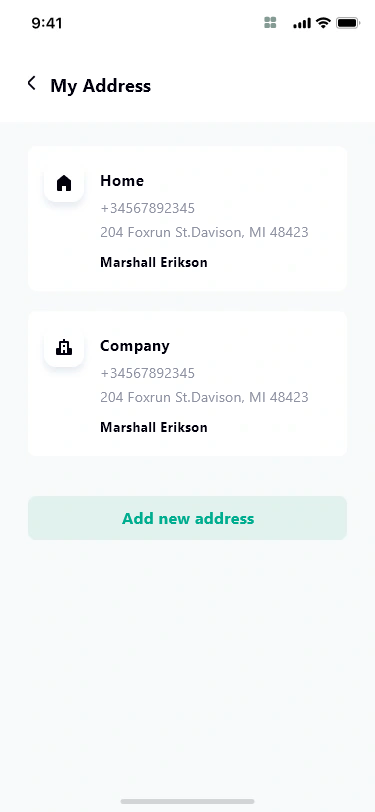 9:41
My Address
Home
+34567892345
204 Foxrun St.Davison, MI 48423
Marshall Erikson
Company
+34567892345
204 Foxrun St.Davison, MI 48423
Marshall Erikson
Add new address